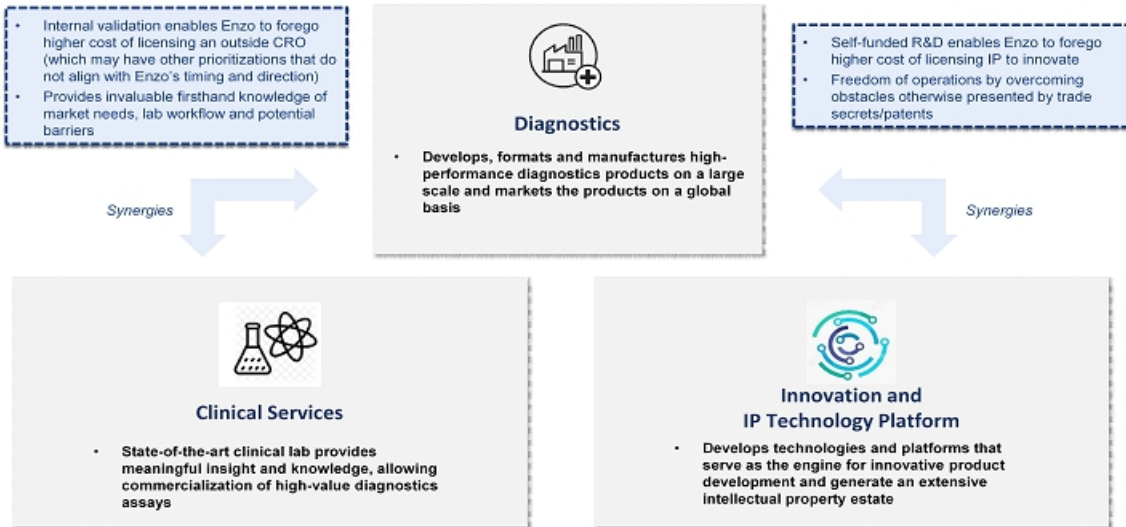 • Internal validation enables Enzo to forego
higher cost of licensing an outside CRO
(which may have other prioritizations that do
not align with Enzo's timing and direction)
• Provides invaluable firsthand knowledge of
market needs, lab workflow and potential
barriers
Diagnostics
• Develops, formats and manufactures high-
performance diagnostics products on a large
scale and markets the products on a global
basis
• Self-funded R&D enables Enzo to forego
higher cost of licensing IP to innovate
• Freedom of operations by overcoming
obstacles otherwise presented by trade
secrets/patents
Synergies
Synergies
Clinical Services
• State-of-the-art clinical lab provides
meaningful insight and knowledge, allowing
commercialization of high-value diagnostics
assays
Innovation and
IP Technology Platform
• Develops technologies and platforms that
serve as the engine for innovative product
development and generate an extensive
intellectual property estate